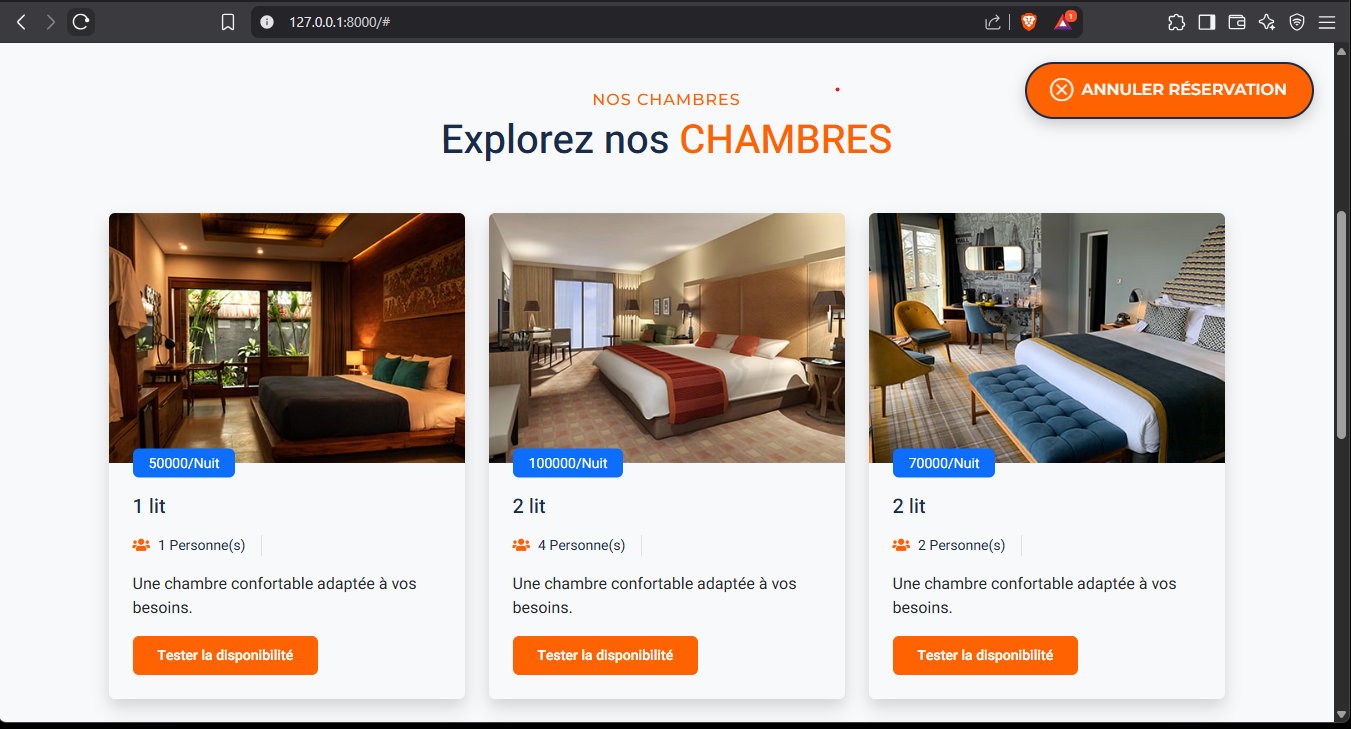 127.0.0.1:8000/#
1
ANNULER RÉSERVATION
NOS CHAMBRES
Explorez nos CHAMBRES
50000/Nuit
1 lit
1 Personne(s)
Une chambre confortable adaptée à vos
besoins.
Tester la disponibilité
100000/Nuit
2 lit
4 Personne(s)
Une chambre confortable adaptée à vos
besoins.
Tester la disponibilité
70000/Nuit
2 lit
2 Personne(s)
Une chambre confortable adaptée à vos
besoins.
Tester la disponibilité